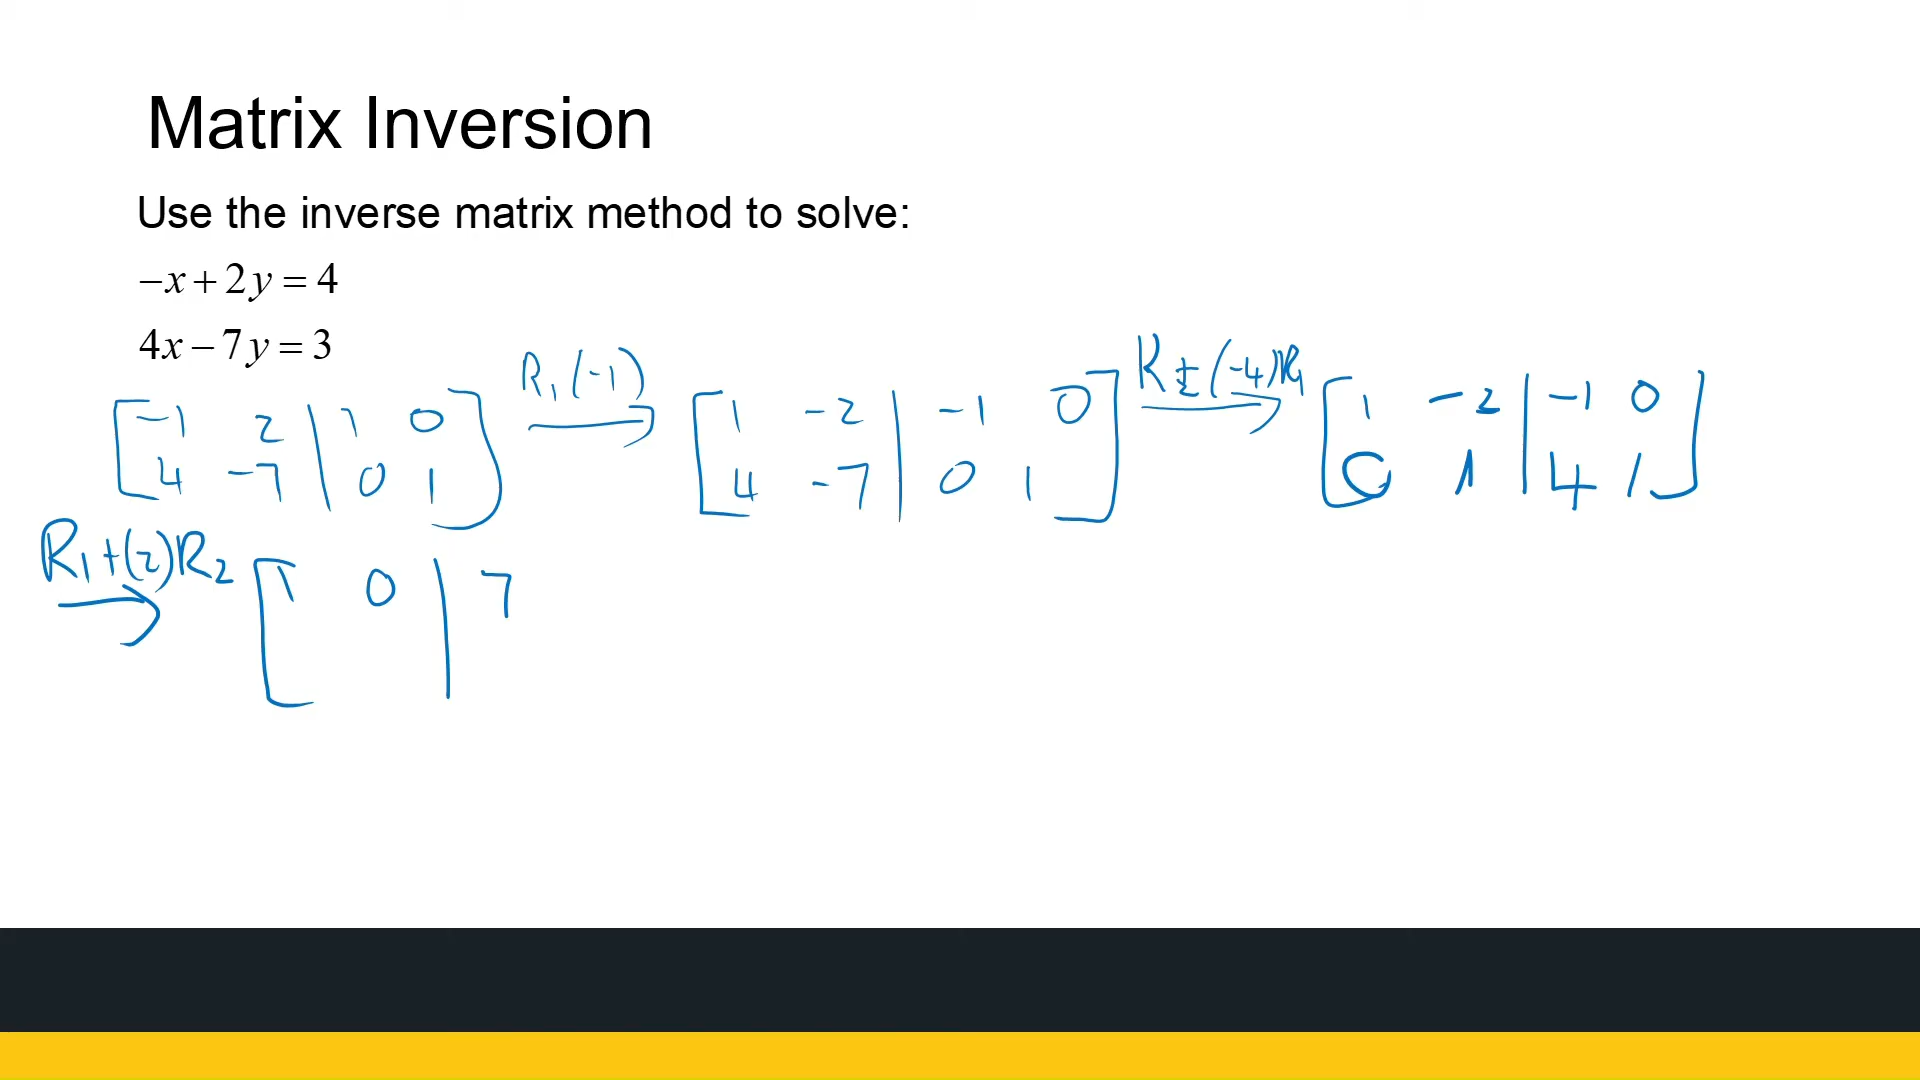 Matrix Inversion
Use the inverse matrix method to solve:
−x + 2y = 4
4x − 7y = 3
R₁(-1)
R₂+(-4)R₁
[-1 2 | 1 0
4 -7 | 0 1]
[1 -2 | -1 0
4 -7 | 0 1]
[1 -2 | -1 0
0 1 | 4 1]
R₁+(2)R₂
[1 0 | 7